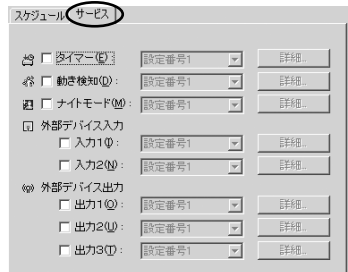 スケジュール サービス
タイマー(E): 設定番号1 詳細...
動き検知(D): 設定番号1 詳細...
ナイトモード(M): 設定番号1 詳細...
外部デバイス入力
入力1(I): 設定番号1 詳細...
入力2(N): 設定番号1 詳細...
外部デバイス出力
出力1(O): 設定番号1 詳細...
出力2(U): 設定番号1 詳細...
出力3(T): 設定番号1 詳細...